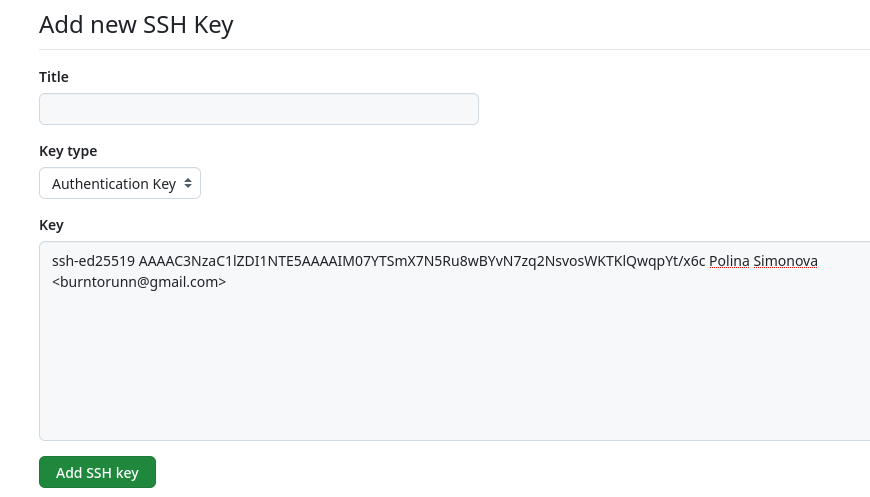 Add new SSH Key
Title
Key type
Authentication Key
Key
ssh-ed25519 AAAAC3NzaC1lZDI1NTE5AAAAIM07YTSmX7N5Ru8wBYvN7zq2NsvosWKTKlQwqpYt/x6c Polina Simonova
<burntorunn@gmail.com>
Add SSH key